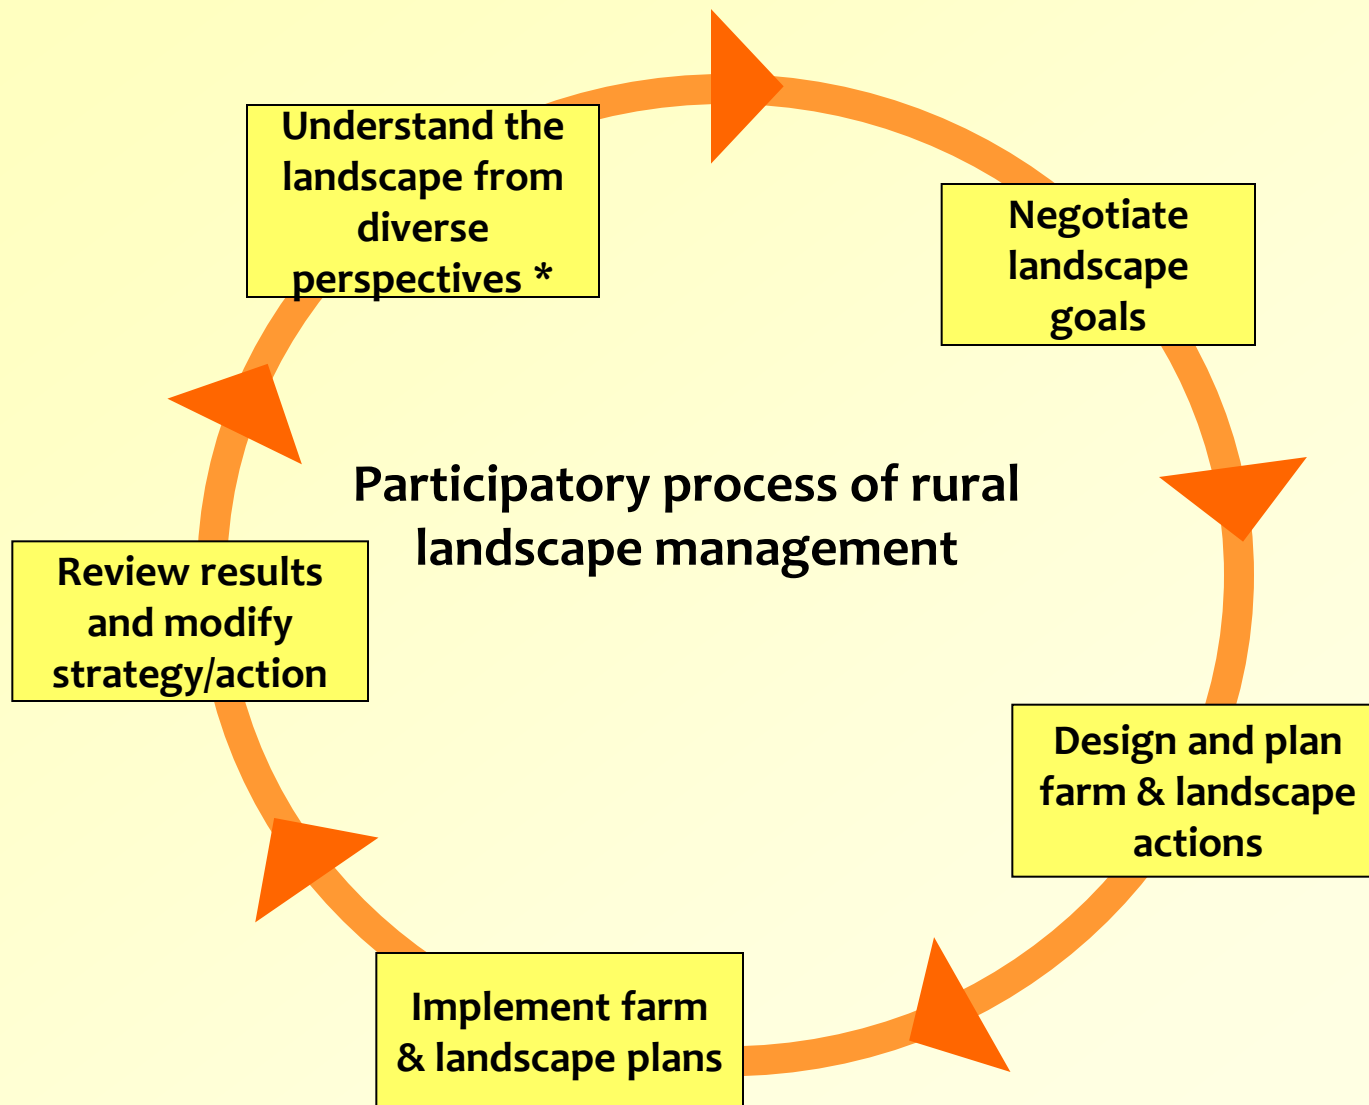 Understand the
landscape from
diverse
perspectives *
Negotiate
landscape
goals
Participatory process of rural
landscape management
Review results
and modify
strategy/action
Design and plan
farm & landscape
actions
Implement farm
& landscape plans